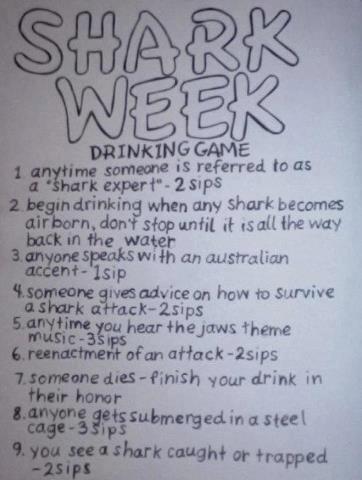 SHARK
WEEK
DRINKING GAME
1. anytime someone is referred to as
a "shark expert"- 2 sips
2. begin drinking when any shark becomes
airborn, don't stop until it is all the way
back in the water
3. anyone speaks with an australian
accent- 1sip
4. someone gives advice on how to survive
a shark attack-2sips
5. anytime you hear the jaws theme
music-3sips
6. reenactment of an attack-2sips
7. someone dies-finish your drink in
their honor
8. anyone gets submerged in a steel
cage-3sips
9. you see a shark caught or trapped
-2sips